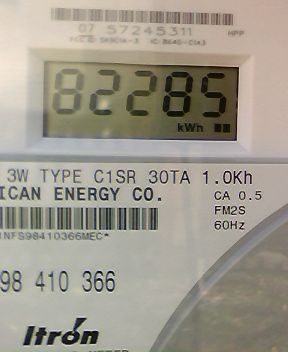 07 57245311
HPP
82285
kWh
3W TYPE C1SR 30TA 1.0Kh
ICAN ENERGY CO.
CA 0.5
FM2S
60Hz
98 410 366
Itron